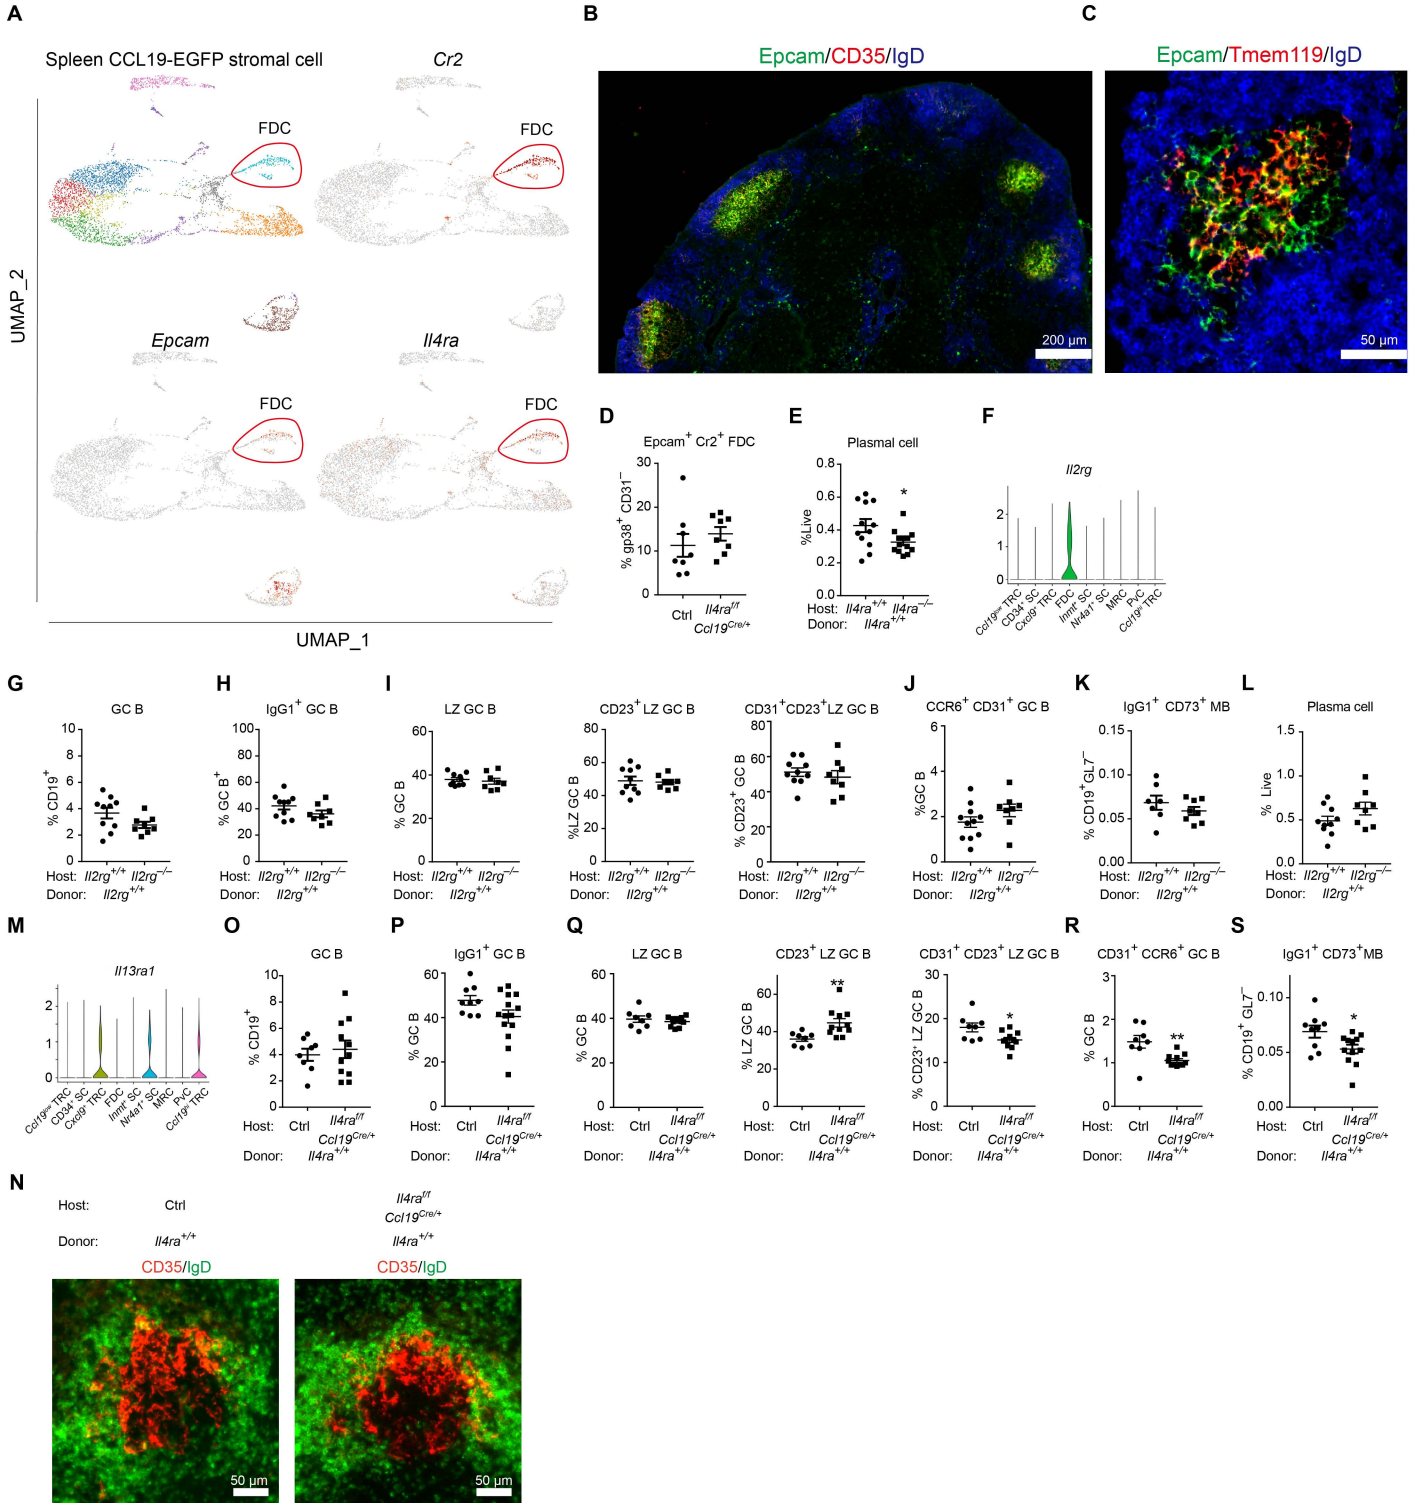 A
Spleen CCL19-EGFP stromal cell
Cr2
FDC
FDC
Epcam
Il4ra
FDC
FDC
UMAP_2
UMAP_1
B
Epcam/CD35/IgD
200 µm
C
Epcam/Tmem119/IgD
50 µm
D
Epcam+ Cr2+ FDC
% gp38+ CD31–
30
20
10
0
Ctrl Il4raf/f
Ccl19Cre/+
E
Plasmal cell
%Live
0.8
0.6
0.4
0.2
0.0
*
Host: Il4ra+/+ Il4ra–/–
Donor: Il4ra+/+
F
Il2rg
2
1
0
Ccl19low TRC
CD34+ SC
Cxcl9+ TRC
FDC
Inmt+ SC
Nr4a1+ SC
MRC
PvC
Ccl19hi TRC
G
GC B
% CD19+
10
8
6
4
2
0
Host: Il2rg+/+ Il2rg–/–
Donor: Il2rg+/+
H
IgG1+ GC B
% GC B+
100
80
60
40
20
0
Host: Il2rg+/+ Il2rg–/–
Donor: Il2rg+/+
I
LZ GC B
% GC B
60
40
20
0
Host: Il2rg+/+ Il2rg–/–
Donor: Il2rg+/+
CD23+ LZ GC B
%LZ GC B
80
60
40
20
0
Host: Il2rg+/+ Il2rg–/–
Donor: Il2rg+/+
CD31+CD23+LZ GC B
% CD23+ GC B
80
60
40
20
0
Host: Il2rg+/+ Il2rg–/–
Donor: Il2rg+/+
J
CCR6+ CD31+ GC B
%GC B
6
4
2
0
Host: Il2rg+/+ Il2rg–/–
Donor: Il2rg+/+
K
IgG1+ CD73+ MB
% CD19+GL7–
0.15
0.10
0.05
0.00
Host: Il2rg+/+ Il2rg–/–
Donor: Il2rg+/+
L
Plasma cell
% Live
1.5
1.0
0.5
0.0
Host: Il2rg+/+ Il2rg–/–
Donor: Il2rg+/+
M
Il13ra1
2
1
0
Ccl19low TRC
CD34+ SC
Cxcl9+ TRC
FDC
Inmt+ SC
Nr4a1+ SC
MRC
PvC
Ccl19hi TRC
O
GC B
% CD19+
10
8
6
4
2
0
Host: Ctrl Il4raf/f
Ccl19Cre/+
Donor: Il4ra+/+
P
IgG1+ GC B
% GC B
60
40
20
0
Host: Ctrl Il4raf/f
Ccl19Cre/+
Donor: Il4ra+/+
Q
LZ GC B
% GC B
60
40
20
0
Host: Ctrl Il4raf/f
Ccl19Cre/+
Donor: Il4ra+/+
CD23+ LZ GC B
% LZ GC B
60
40
20
0
**
Host: Ctrl Il4raf/f
Ccl19Cre/+
Donor: Il4ra+/+
CD31+ CD23+ LZ GC B
% CD23+ LZ GC B
30
20
10
0
*
Host: Ctrl Il4raf/f
Ccl19Cre/+
Donor: Il4ra+/+
R
CD31+ CCR6+ GC B
% GC B
3
2
1
0
**
Host: Ctrl Il4raf/f
Ccl19Cre/+
Donor: Il4ra+/+
S
IgG1+ CD73+MB
% CD19+ GL7–
0.10
0.05
0.00
*
Host: Ctrl Il4raf/f
Ccl19Cre/+
Donor: Il4ra+/+
N
Host: Ctrl Il4raf/f
Ccl19Cre/+
Donor: Il4ra+/+ Il4ra+/+
CD35/IgD CD35/IgD
50 µm 50 µm